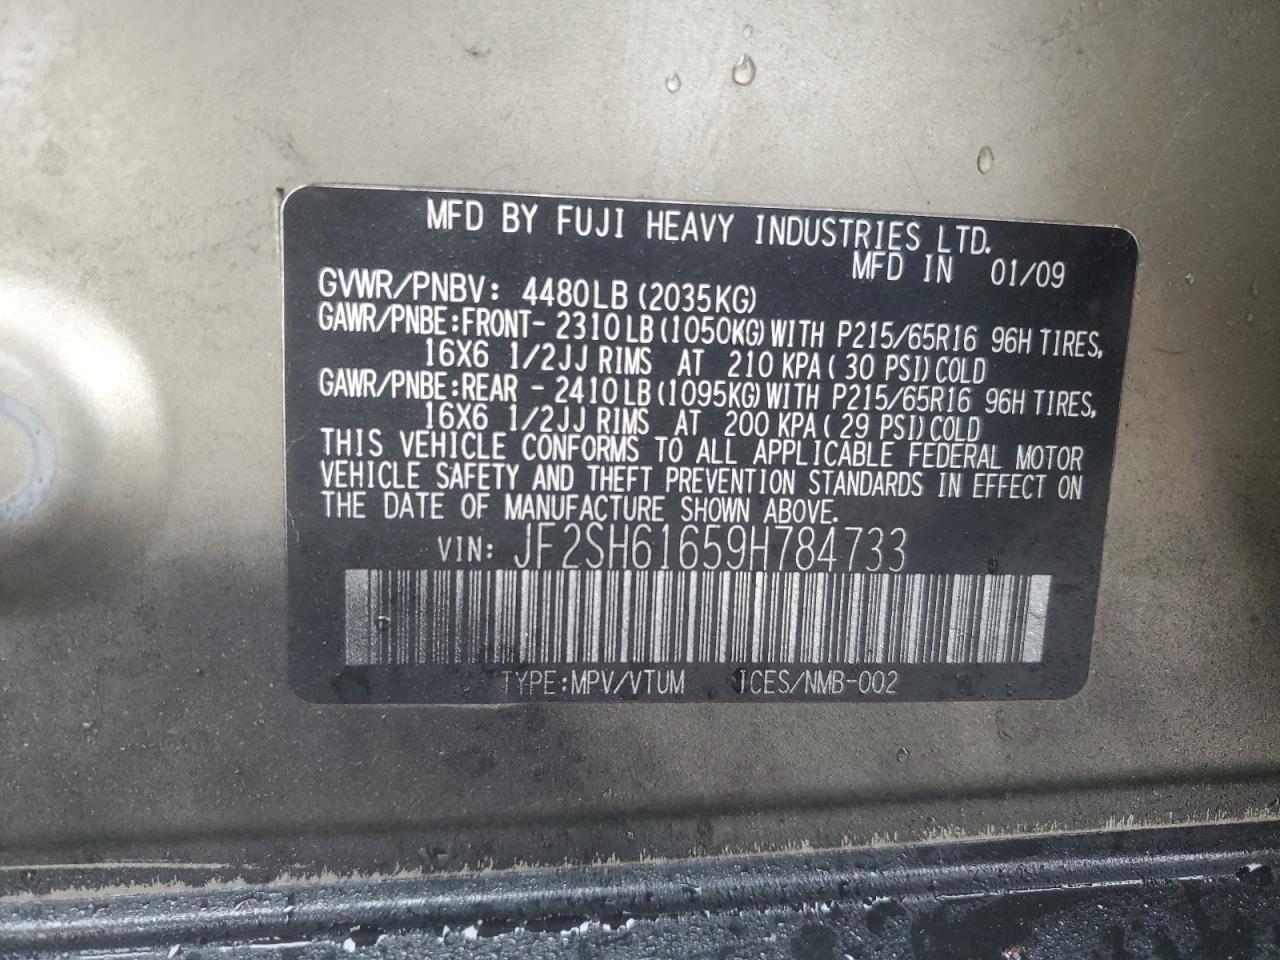 MFD BY FUJI HEAVY INDUSTRIES LTD.
MFD IN 01/09
GVWR/PNBV: 4480LB (2035KG)
GAWR/PNBE:FRONT- 2310LB(1050KG)WITH P215/65R16 96H TIRES,
16X6 1/2JJ RIMS AT 210 KPA( 30 PSI)COLD
GAWR/PNBE:REAR - 2410LB(1095KG)WITH P215/65R16 96H TIRES,
16X6 1/2JJ RIMS AT 200 KPA( 29 PSI)COLD
THIS VEHICLE CONFORMS TO ALL APPLICABLE FEDERAL MOTOR
VEHICLE SAFETY AND THEFT PREVENTION STANDARDS IN EFFECT ON
THE DATE OF MANUFACTURE SHOWN ABOVE.
VIN: JF2SH61659H784733
TYPE:MPV/VTUM ICES/NMB-002